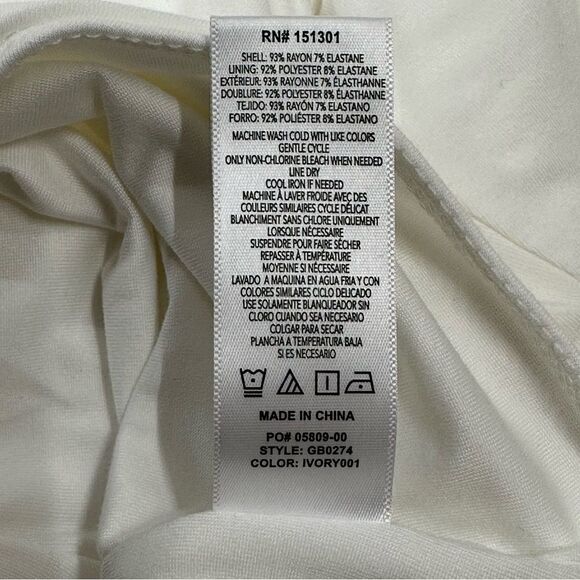 RN# 151301
SHELL: 93% RAYON 7% ELASTANE
LINING: 92% POLYESTER 8% ELASTANE
EXTÉRIEUR: 93% RAYONNE 7% ÉLASTHANNE
DOUBLURE: 92% POLYESTER 8% ÉLASTHANNE
TEJIDO: 93% RAYÓN 7% ELASTANO
FORRO: 92% POLIÉSTER 8% ELASTANO
MACHINE WASH COLD WITH LIKE COLORS
GENTLE CYCLE
ONLY NON-CHLORINE BLEACH WHEN NEEDED
LINE DRY
COOL IRON IF NEEDED
MACHINE À LAVER FROIDE AVEC DES
COULEURS SIMILAIRES CYCLE DÉLICAT
BLANCHIMENT SANS CHLORE UNIQUEMENT
LORSQUE NÉCESSAIRE
SUSPENDRE POUR FAIRE SÉCHER
REPASSER À TEMPÉRATURE
MOYENNE SI NÉCESSAIRE
LAVADO A MAQUINA EN AGUA FRIA Y CON
COLORES SIMILARES CICLO DELICADO
USE SOLAMENTE BLANQUEADOR SIN
CLORO CUANDO SEA NECESARIO
COLGAR PARA SECAR
PLANCHA A TEMPERATURA BAJA
SI ES NECESARIO
MADE IN CHINA
PO# 05809-00
STYLE: GB0274
COLOR: IVORY001